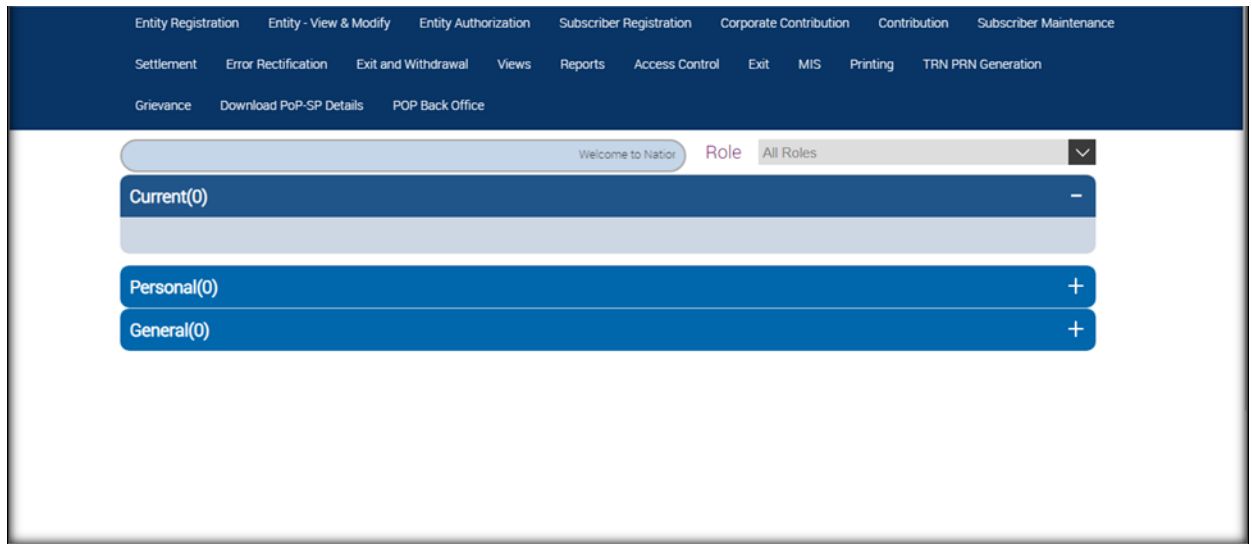 Entity Registration Entity - View & Modify Entity Authorization Subscriber Registration Corporate Contribution Contribution Subscriber Maintenance
Settlement Error Rectification Exit and Withdrawal Views Reports Access Control Exit MIS Printing TRN PRN Generation
Grievance Download PoP-SP Details POP Back Office
Welcome to Nation Role All Roles
Current(0)
Personal(0)
General(0)